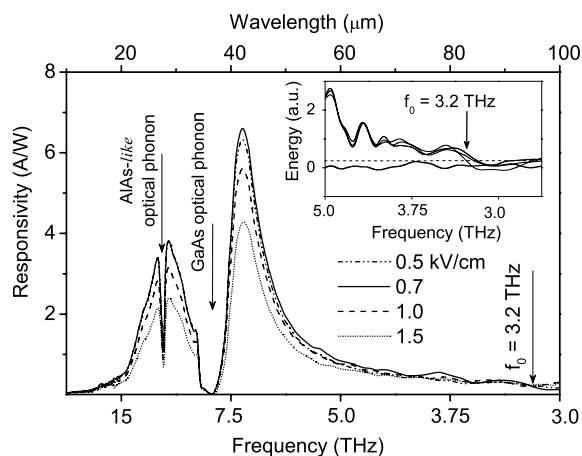 Wavelength (μm)
20 40 60 80 100
8
6
4
2
Responsivity (A/W)
AlAs-like
optical phonon
GaAs optical phonon
2
0
Energy (a.u.)
f0 = 3.2 THz
5.0 3.75 3.0
Frequency (THz)
0.5 kV/cm
0.7
1.0
1.5
f0 = 3.2 THz
15 7.5 5.0 3.75 3.0
Frequency (THz)